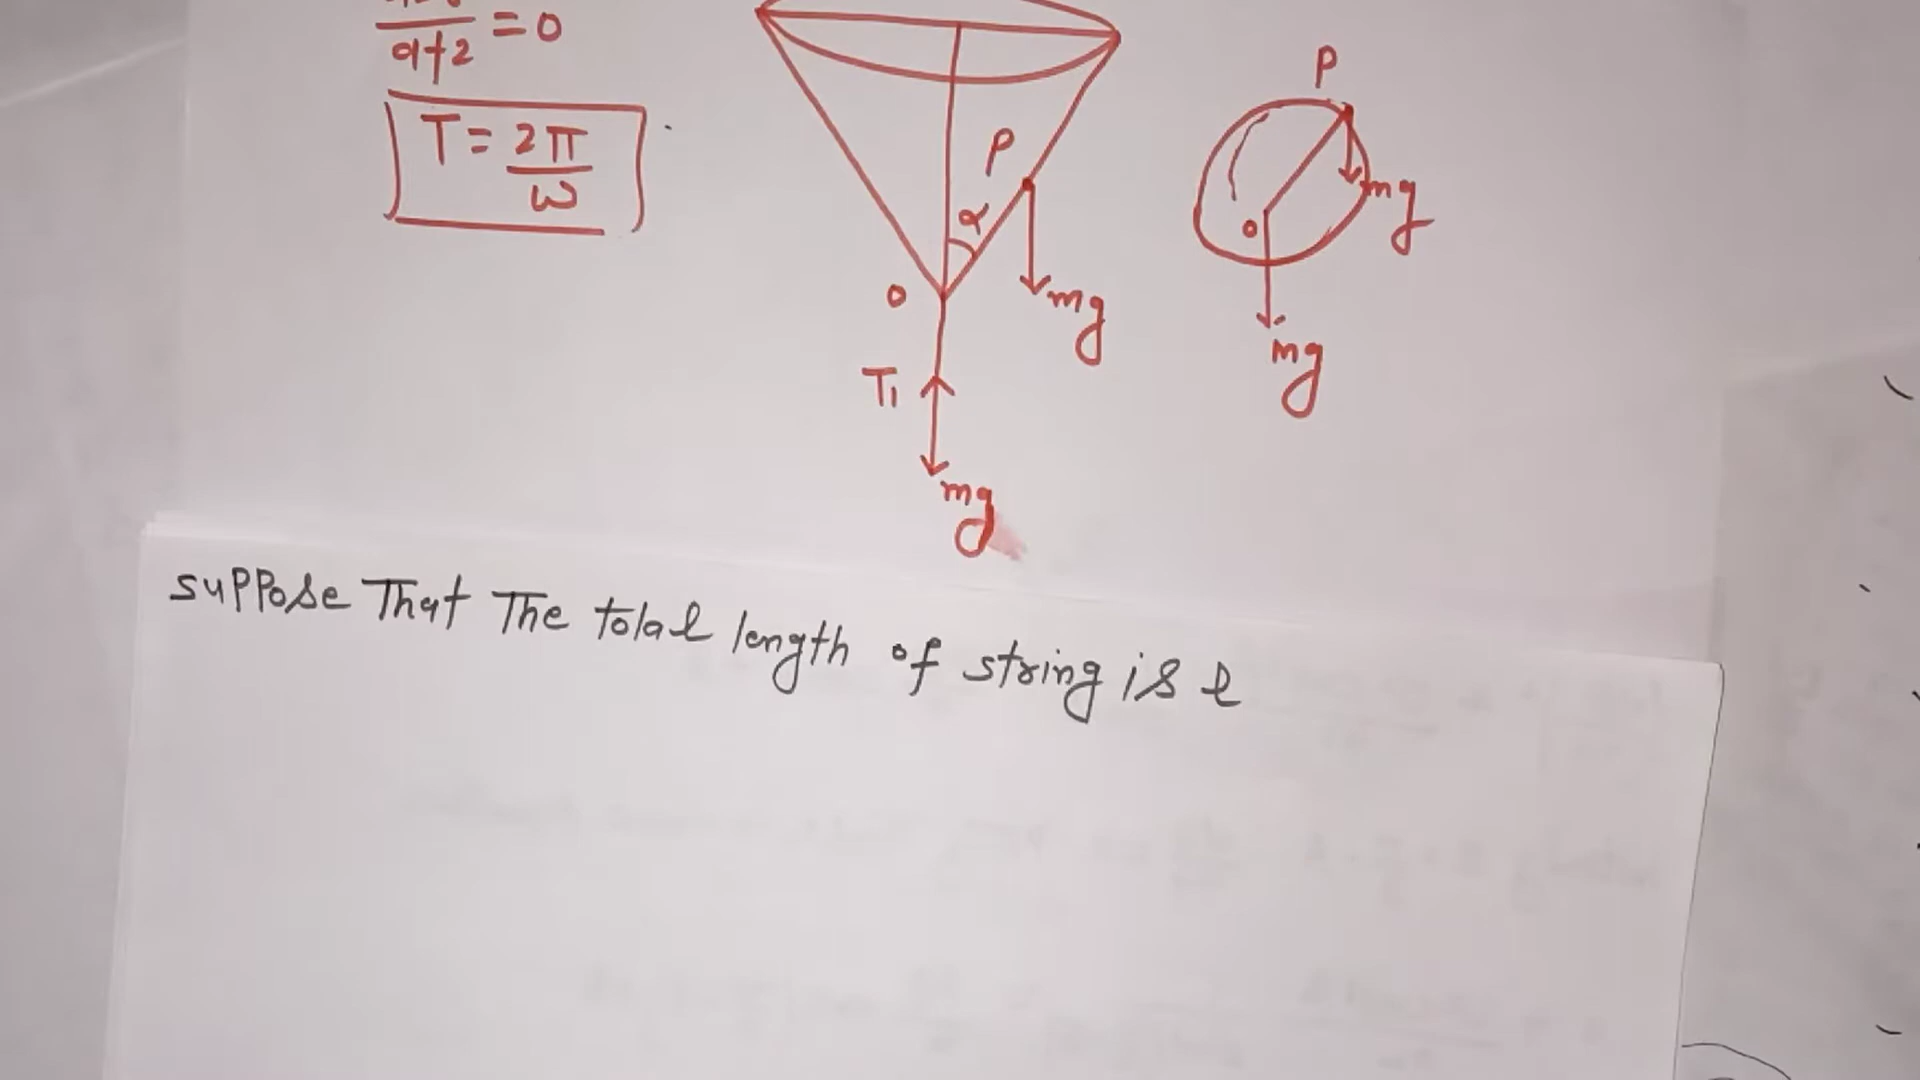 = 0
T = 2π
ω
P
P
α
mg
o
o
mg
mg
T1
mg
suppose That The total length of string is l